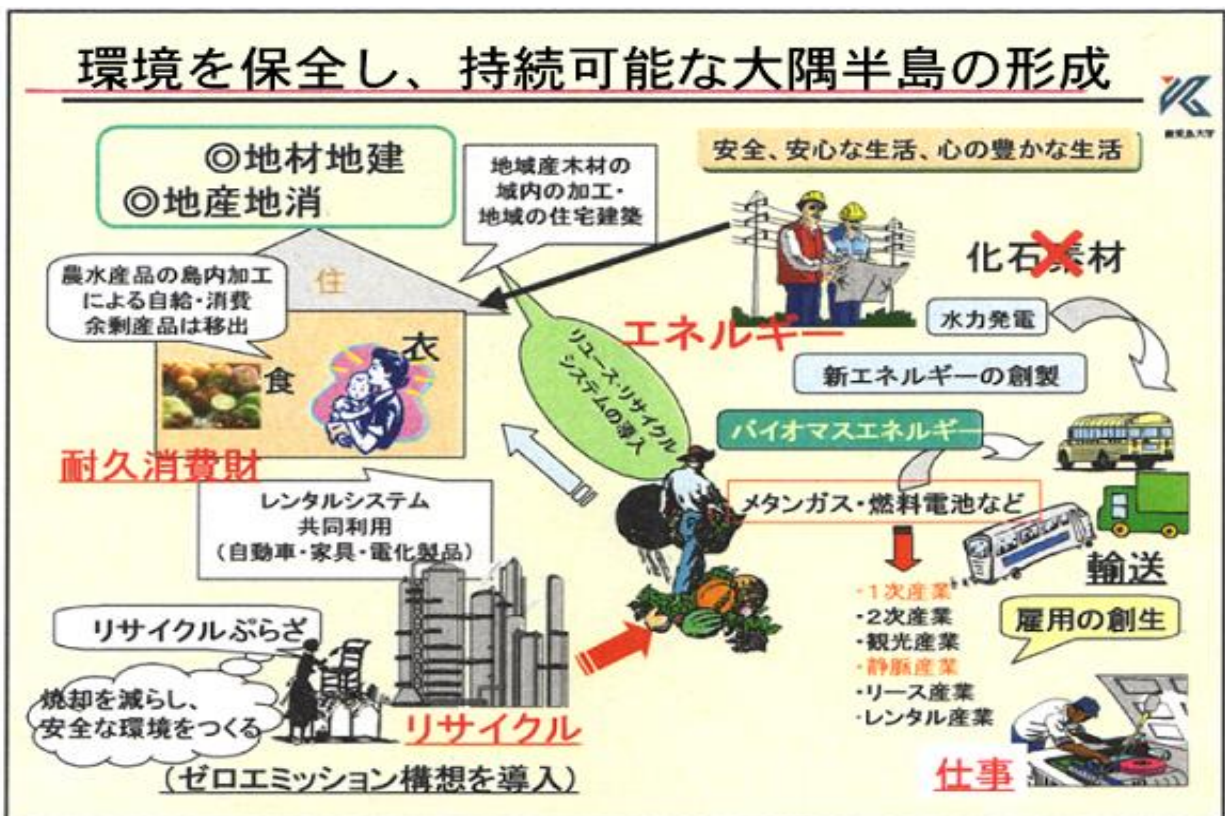 環境を保全し、持続可能な大隅半島の形成
鹿児島大学
◎地材地建
◎地産地消
地域産木材の
域内の加工・
地域の住宅建築
安全、安心な生活、心の豊かな生活
化石素材
農水産品の島内加工
による自給・消費
余剰産品は移出
住
衣
食
エネルギー
水力発電
新エネルギーの創製
リユース・リサイクル
システムの導入
バイオマスエネルギー
耐久消費財
レンタルシステム
共同利用
(自動車・家具・電化製品)
メタンガス・燃料電池など
輸送
・1次産業
・2次産業
・観光産業
・静脈産業
・リース産業
・レンタル産業
雇用の創生
リサイクルぷらざ
焼却を減らし、
安全な環境をつくる
リサイクル
(ゼロエミッション構想を導入)
仕事